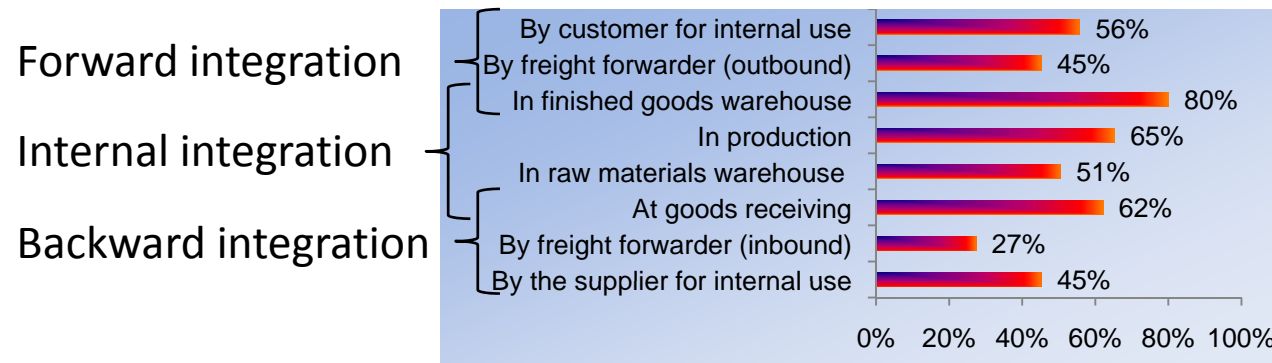 Forward integration
Internal integration
Backward integration
By customer for internal use 56%
By freight forwarder (outbound) 45%
In finished goods warehouse 80%
In production 65%
In raw materials warehouse 51%
At goods receiving 62%
By freight forwarder (inbound) 27%
By the supplier for internal use 45%
0% 20% 40% 60% 80% 100%